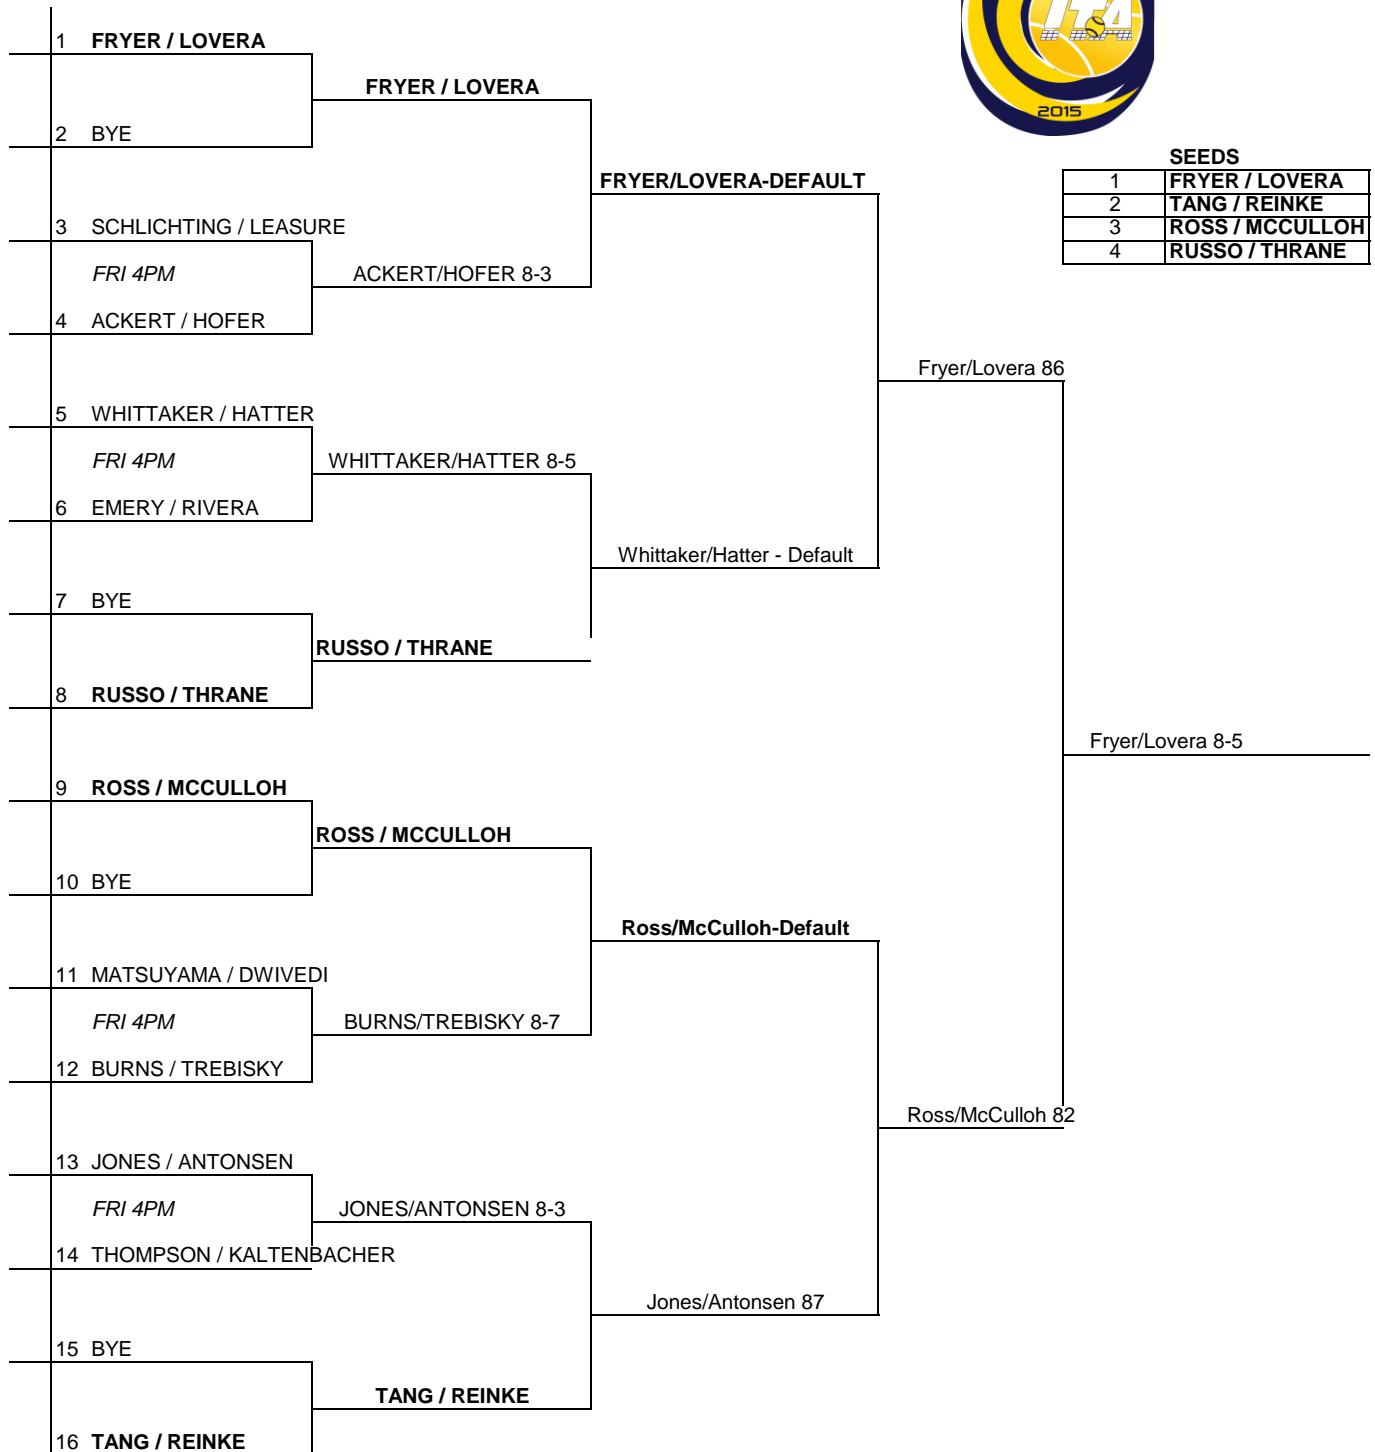 ITA
2015
1 FRYER / LOVERA
FRYER / LOVERA
2 BYE
SEEDS
1 FRYER / LOVERA
2 TANG / REINKE
3 ROSS / MCCULLOH
4 RUSSO / THRANE
FRYER/LOVERA-DEFAULT
3 SCHLICHTING / LEASURE
FRI 4PM
ACKERT/HOFER 8-3
4 ACKERT / HOFER
Fryer/Lovera 86
5 WHITTAKER / HATTER
FRI 4PM
WHITTAKER/HATTER 8-5
6 EMERY / RIVERA
Whittaker/Hatter - Default
7 BYE
RUSSO / THRANE
8 RUSSO / THRANE
Fryer/Lovera 8-5
9 ROSS / MCCULLOH
ROSS / MCCULLOH
10 BYE
Ross/McCulloh-Default
11 MATSUYAMA / DWIVEDI
FRI 4PM
BURNS/TREBISKY 8-7
12 BURNS / TREBISKY
Ross/McCulloh 82
13 JONES / ANTONSEN
FRI 4PM
JONES/ANTONSEN 8-3
14 THOMPSON / KALTENBACHER
Jones/Antonsen 87
15 BYE
TANG / REINKE
16 TANG / REINKE